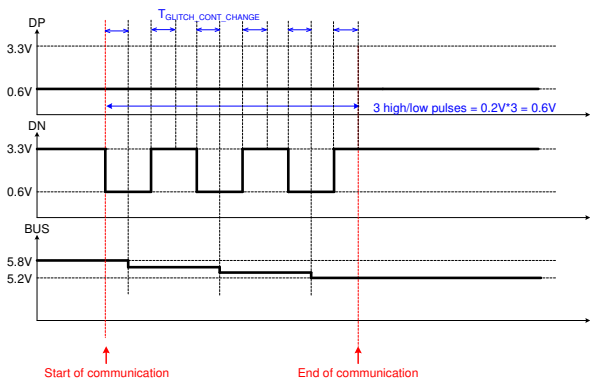 T_GLITCH_CONT_CHANGE
DP
3.3V
0.6V
3 high/low pulses = 0.2V*3 = 0.6V
DN
3.3V
0.6V
BUS
5.8V
5.2V
Start of communication
End of communication